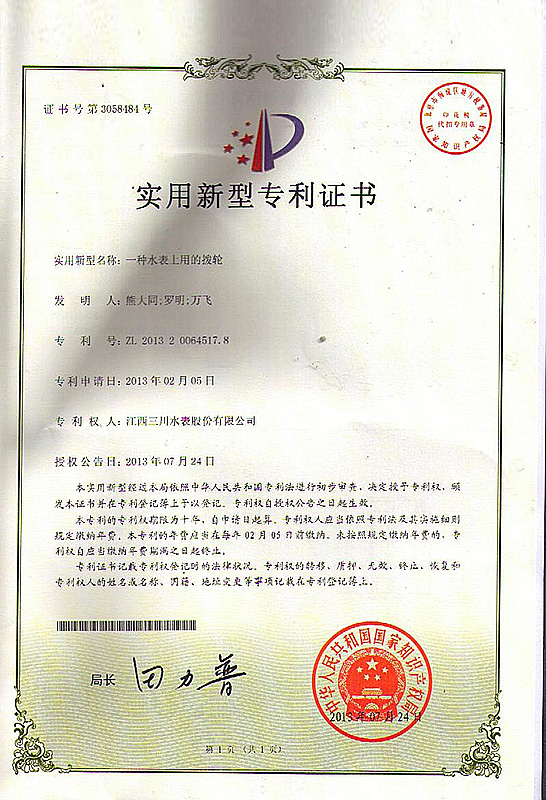 证书号第3058484号
印花税
代扣专用章
实用新型专利证书
实用新型名称：一种水表上用的拨轮
发明人：熊大同;罗明;万飞
专利号：ZL 2013 2 0064517.8
专利申请日：2013年02月05日
专利权人：江西三川水表股份有限公司
授权公告日：2013年07月24日
本实用新型经过本局依照中华人民共和国专利法进行初步审查，决定授予专利权，颁
发本证书并在专利登记簿上予以登记。专利权自授权公告之日起生效。
本专利的专利权期限为十年，自申请日起算。专利权人应当依照专利法及其实施细则
规定缴纳年费。本专利的年费应当在每年02月05日前缴纳。未按照规定缴纳年费的，专
利权自应当缴纳年费期满之日起终止。
专利证书记载专利权登记时的法律状况。专利权的转移、质押、无效、终止、恢复和
专利权人的姓名或名称、国籍、地址变更等事项记载在专利登记簿上。
局长 田力普
中华人民共和国国家知识产权局
2013年07月24日
第1页（共1页）